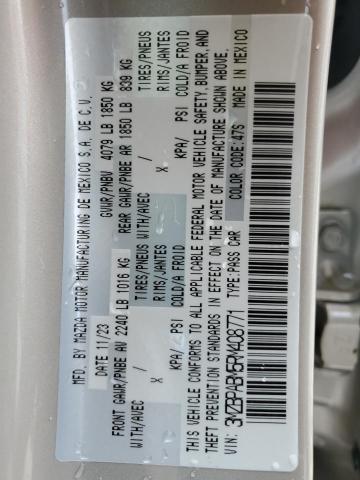 MFD. BY MAZDA MOTOR MANUFACTURING DE MEXICO S.A. DE C.V.
DATE 11/23 GVWR/PNBV 4079 LB 1850 KG
FRONT GAWR/PNBE AV 2240 LB 1016 KG REAR GAWR/PNBE AR 1850 LB 839 KG
WITH/AVEC TIRES/PNEUS WITH/AVEC TIRES/PNEUS
/ RIMS/JANTES / RIMS/JANTES
X X
KPA/ PSI COLD/A FROID KPA/ PSI COLD/A FROID
THIS VEHICLE CONFORMS TO ALL APPLICABLE FEDERAL MOTOR VEHICLE SAFETY, BUMPER, AND
THEFT PREVENTION STANDARDS IN EFFECT ON THE DATE OF MANUFACTURE SHOWN ABOVE.
VIN: 3MZBPABM5RM408771 TYPE: PASS CAR COLOR CODE: 47S MADE IN MEXICO